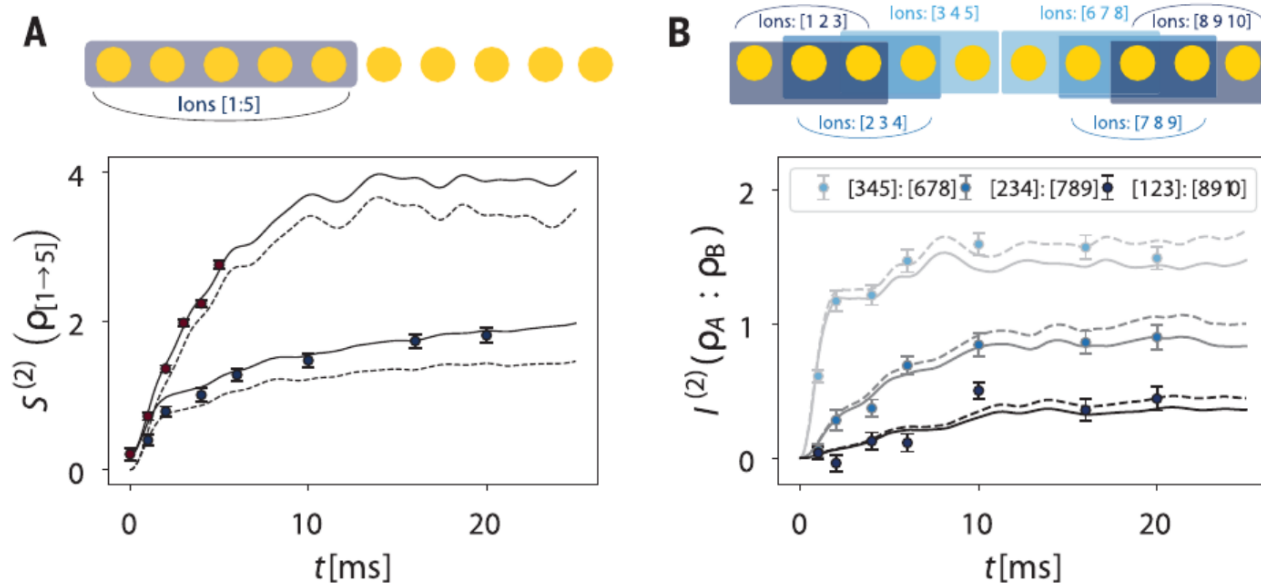 A
Ions [1:5]
S⁽²⁾ (ρ[1→5])
4
2
0
0 10 20
t[ms]
B
Ions: [1 2 3]
Ions: [3 4 5]
Ions: [6 7 8]
Ions: [8 9 10]
Ions: [2 3 4]
Ions: [7 8 9]
[345]: [678] [234]: [789] [123]: [8910]
I⁽²⁾(ρA : ρB)
2
1
0
0 10 20
t[ms]